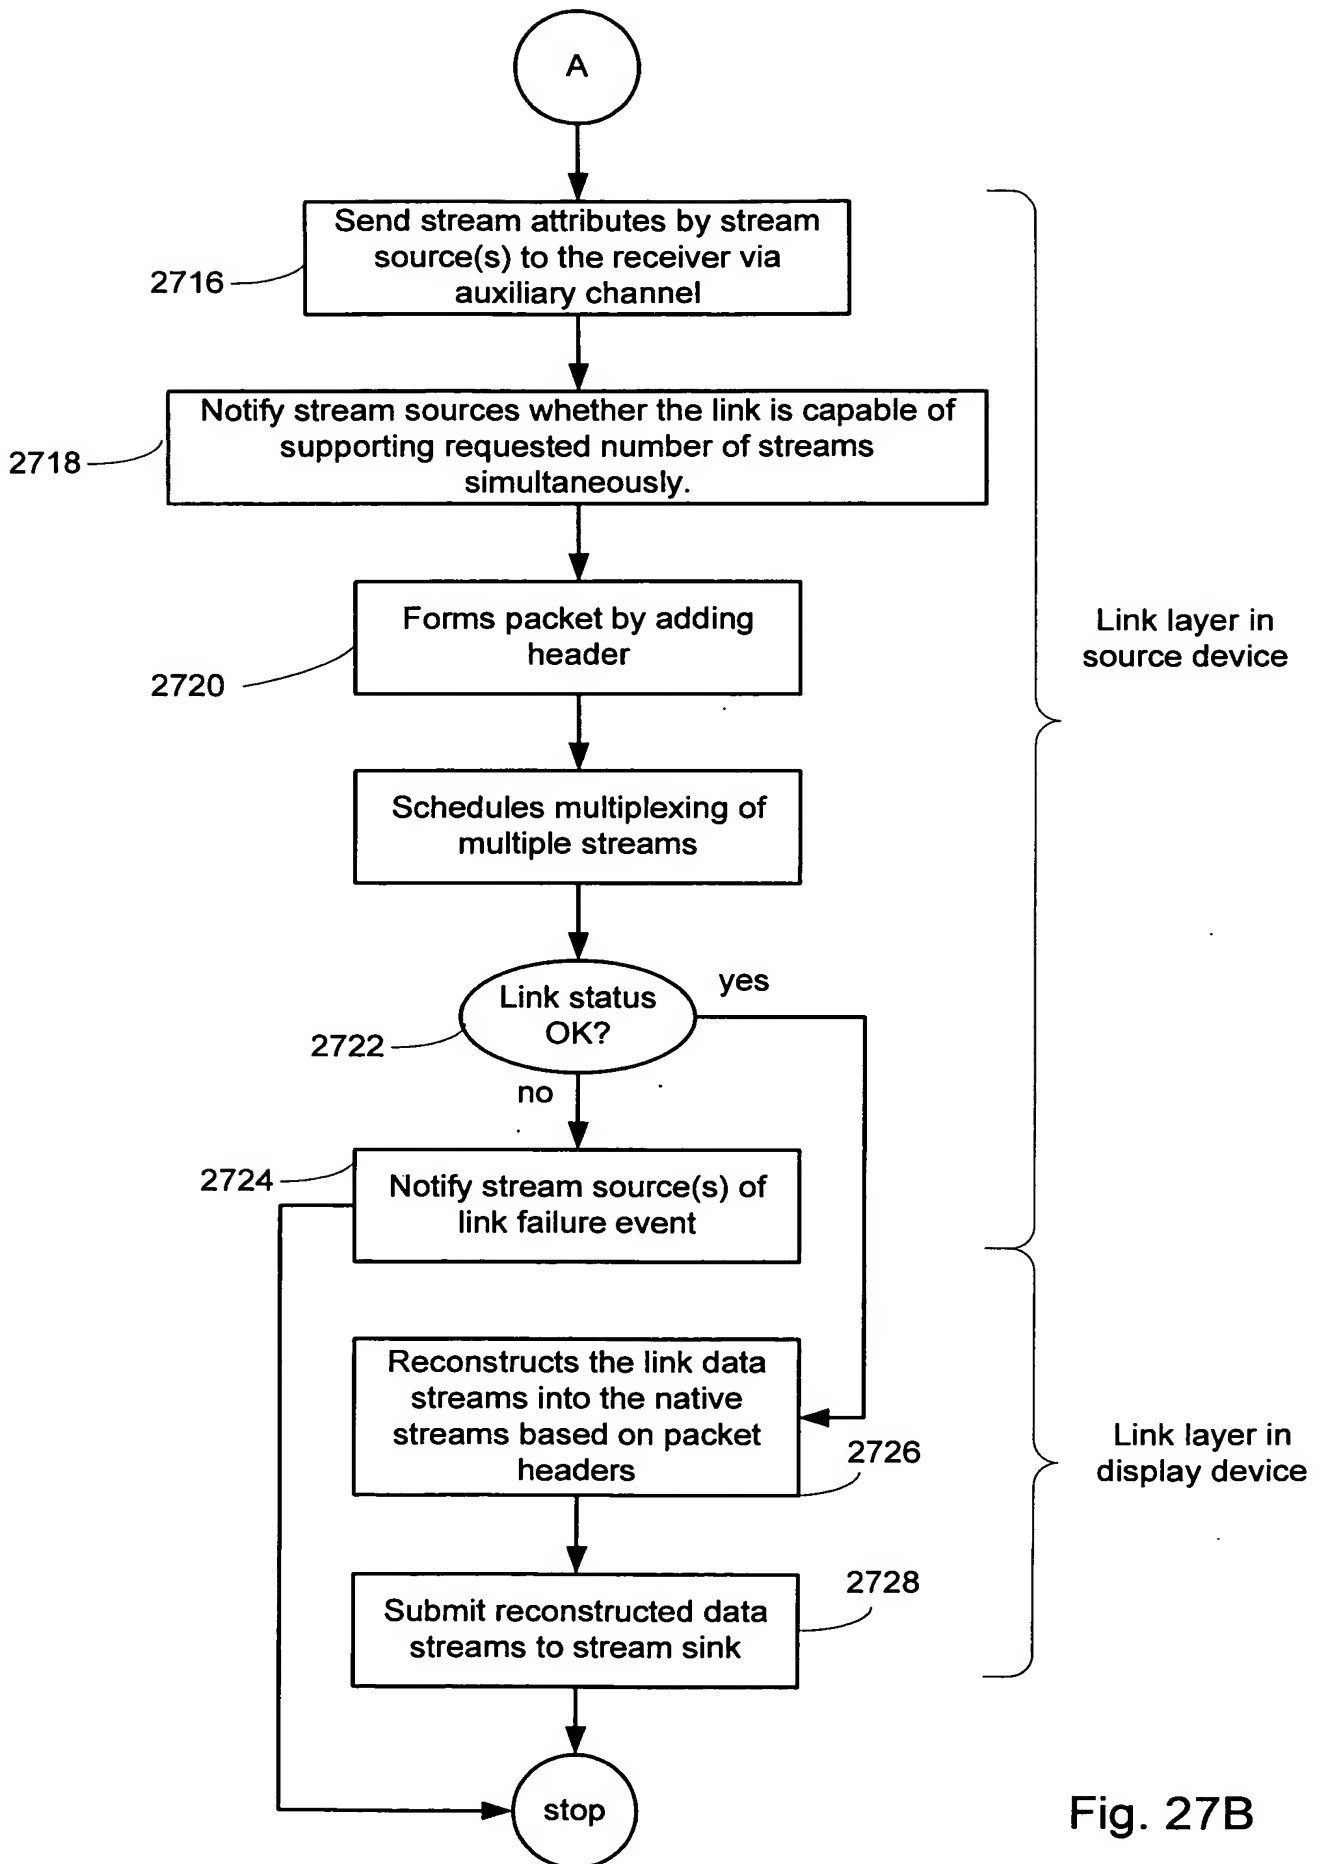 A
Send stream attributes by stream
source(s) to the receiver via
auxiliary channel
2716
Notify stream sources whether the link is capable of
supporting requested number of streams
simultaneously.
2718
Forms packet by adding
header
2720
Link layer in
source device
Schedules multiplexing of
multiple streams
Link status
OK?
yes
2722
no
2724
Notify stream source(s) of
link failure event
Reconstructs the link data
streams into the native
streams based on packet
headers
2726
Link layer in
display device
2728
Submit reconstructed data
streams to stream sink
stop
Fig. 27B